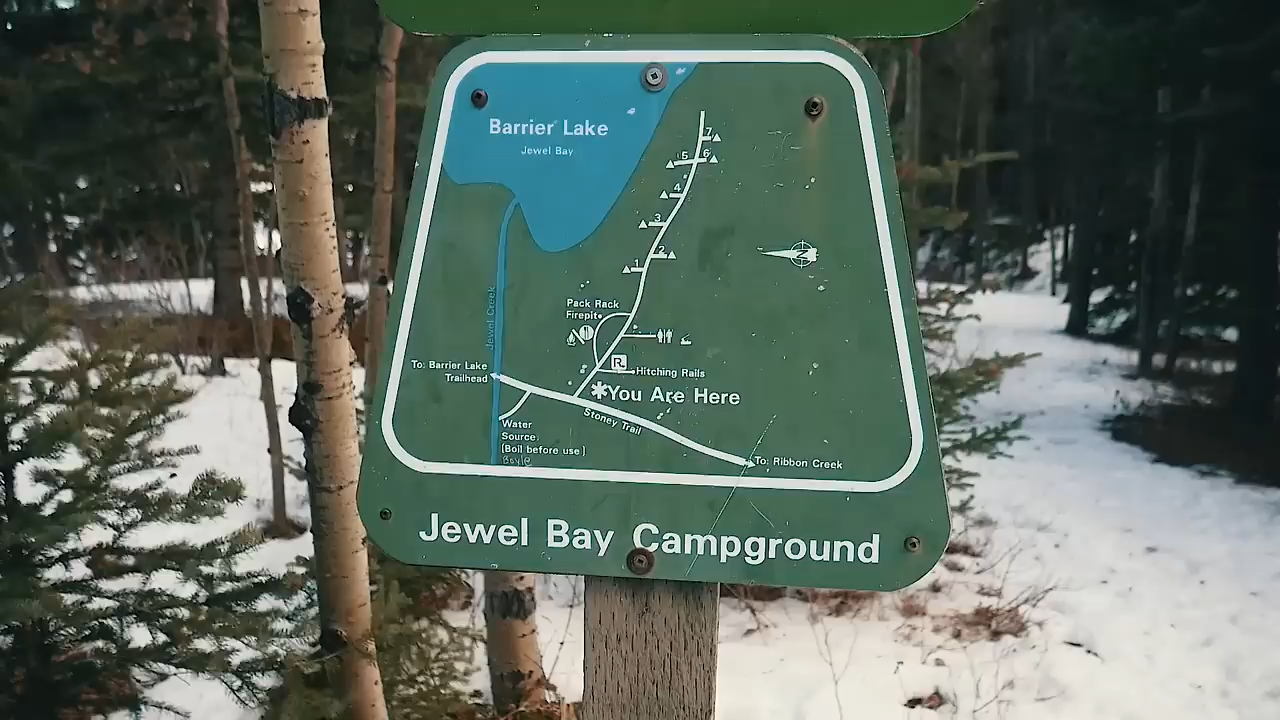 Barrier Lake
Jewel Bay
7
6
5
4
3
2
1
N
Jewel Creek
Pack Rack
Firepit
R
Hitching Rails
To: Barrier Lake
Trailhead
*You Are Here
Stoney Trail
Water
Source
(Boil before use)
To: Ribbon Creek
Jewel Bay Campground